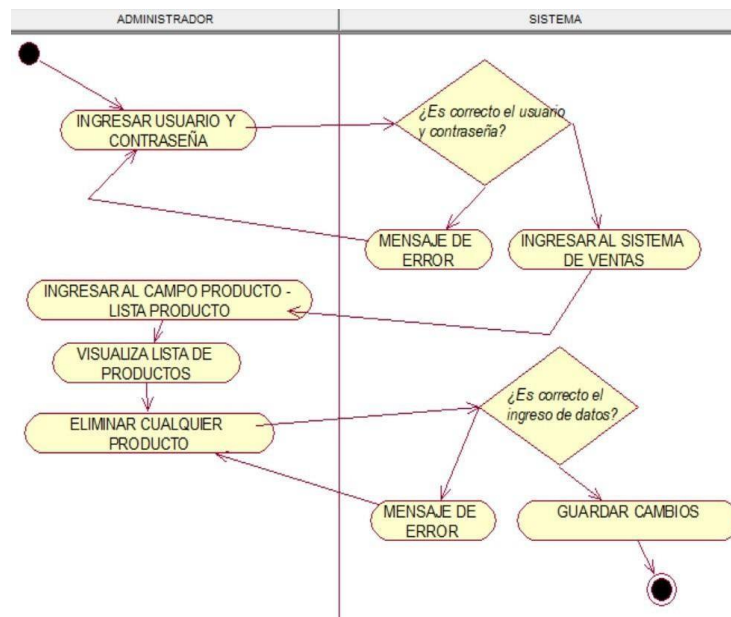 ADMINISTRADOR
SISTEMA
INGRESAR USUARIO Y
CONTRASEÑA
¿Es correcto el usuario
y contraseña?
MENSAJE DE
ERROR
INGRESAR AL SISTEMA
DE VENTAS
INGRESAR AL CAMPO PRODUCTO -
LISTA PRODUCTO
VISUALIZA LISTA DE
PRODUCTOS
ELIMINAR CUALQUIER
PRODUCTO
¿Es correcto el
ingreso de datos?
MENSAJE DE
ERROR
GUARDAR CAMBIOS